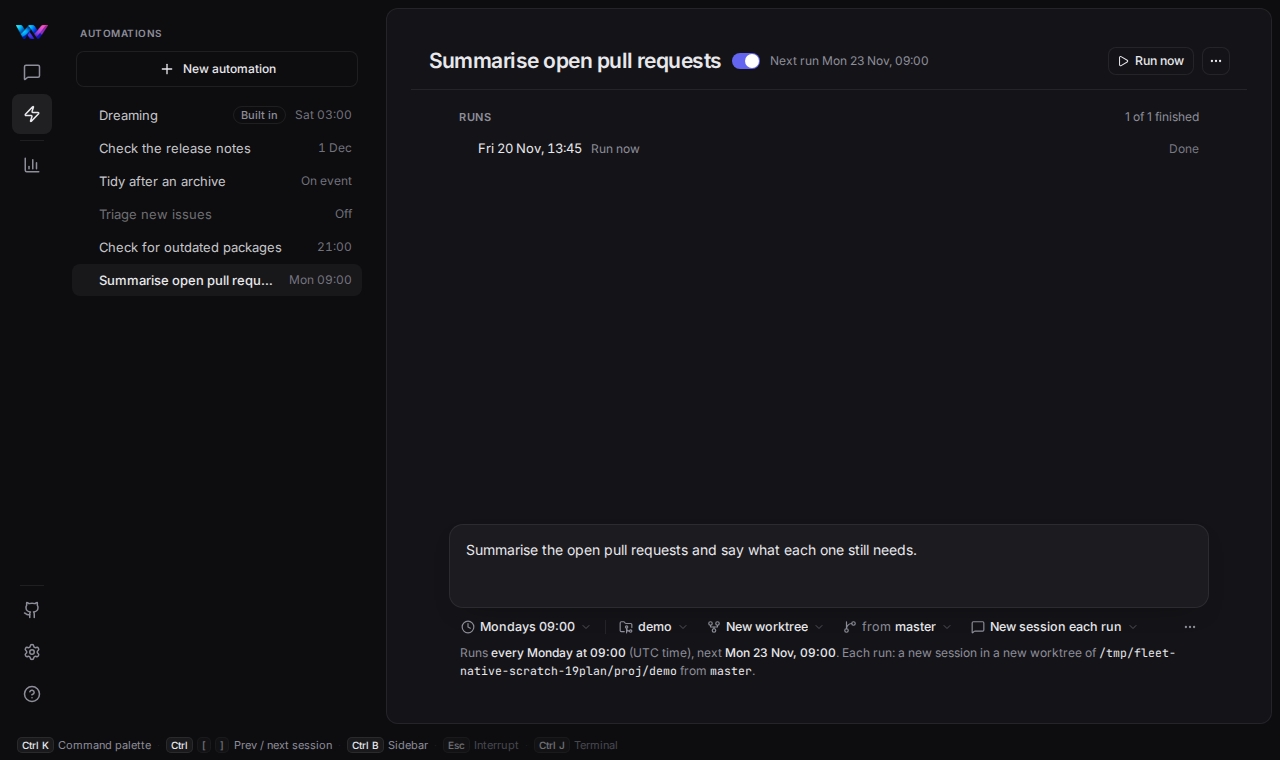 AUTOMATIONS
New automation
Dreaming Built in Sat 03:00
Check the release notes 1 Dec
Tidy after an archive On event
Triage new issues Off
Check for outdated packages 21:00
Summarise open pull requ... Mon 09:00
Summarise open pull requests Next run Mon 23 Nov, 09:00 Run now
RUNS 1 of 1 finished
Fri 20 Nov, 13:45 Run now Done
Summarise the open pull requests and say what each one still needs.
Mondays 09:00 demo New worktree from master New session each run
Runs every Monday at 09:00 (UTC time), next Mon 23 Nov, 09:00. Each run: a new session in a new worktree of /tmp/fleet-
native-scratch-19plan/proj/demo from master.
Ctrl K Command palette Ctrl [ ] Prev / next session Ctrl B Sidebar Esc Interrupt Ctrl J Terminal